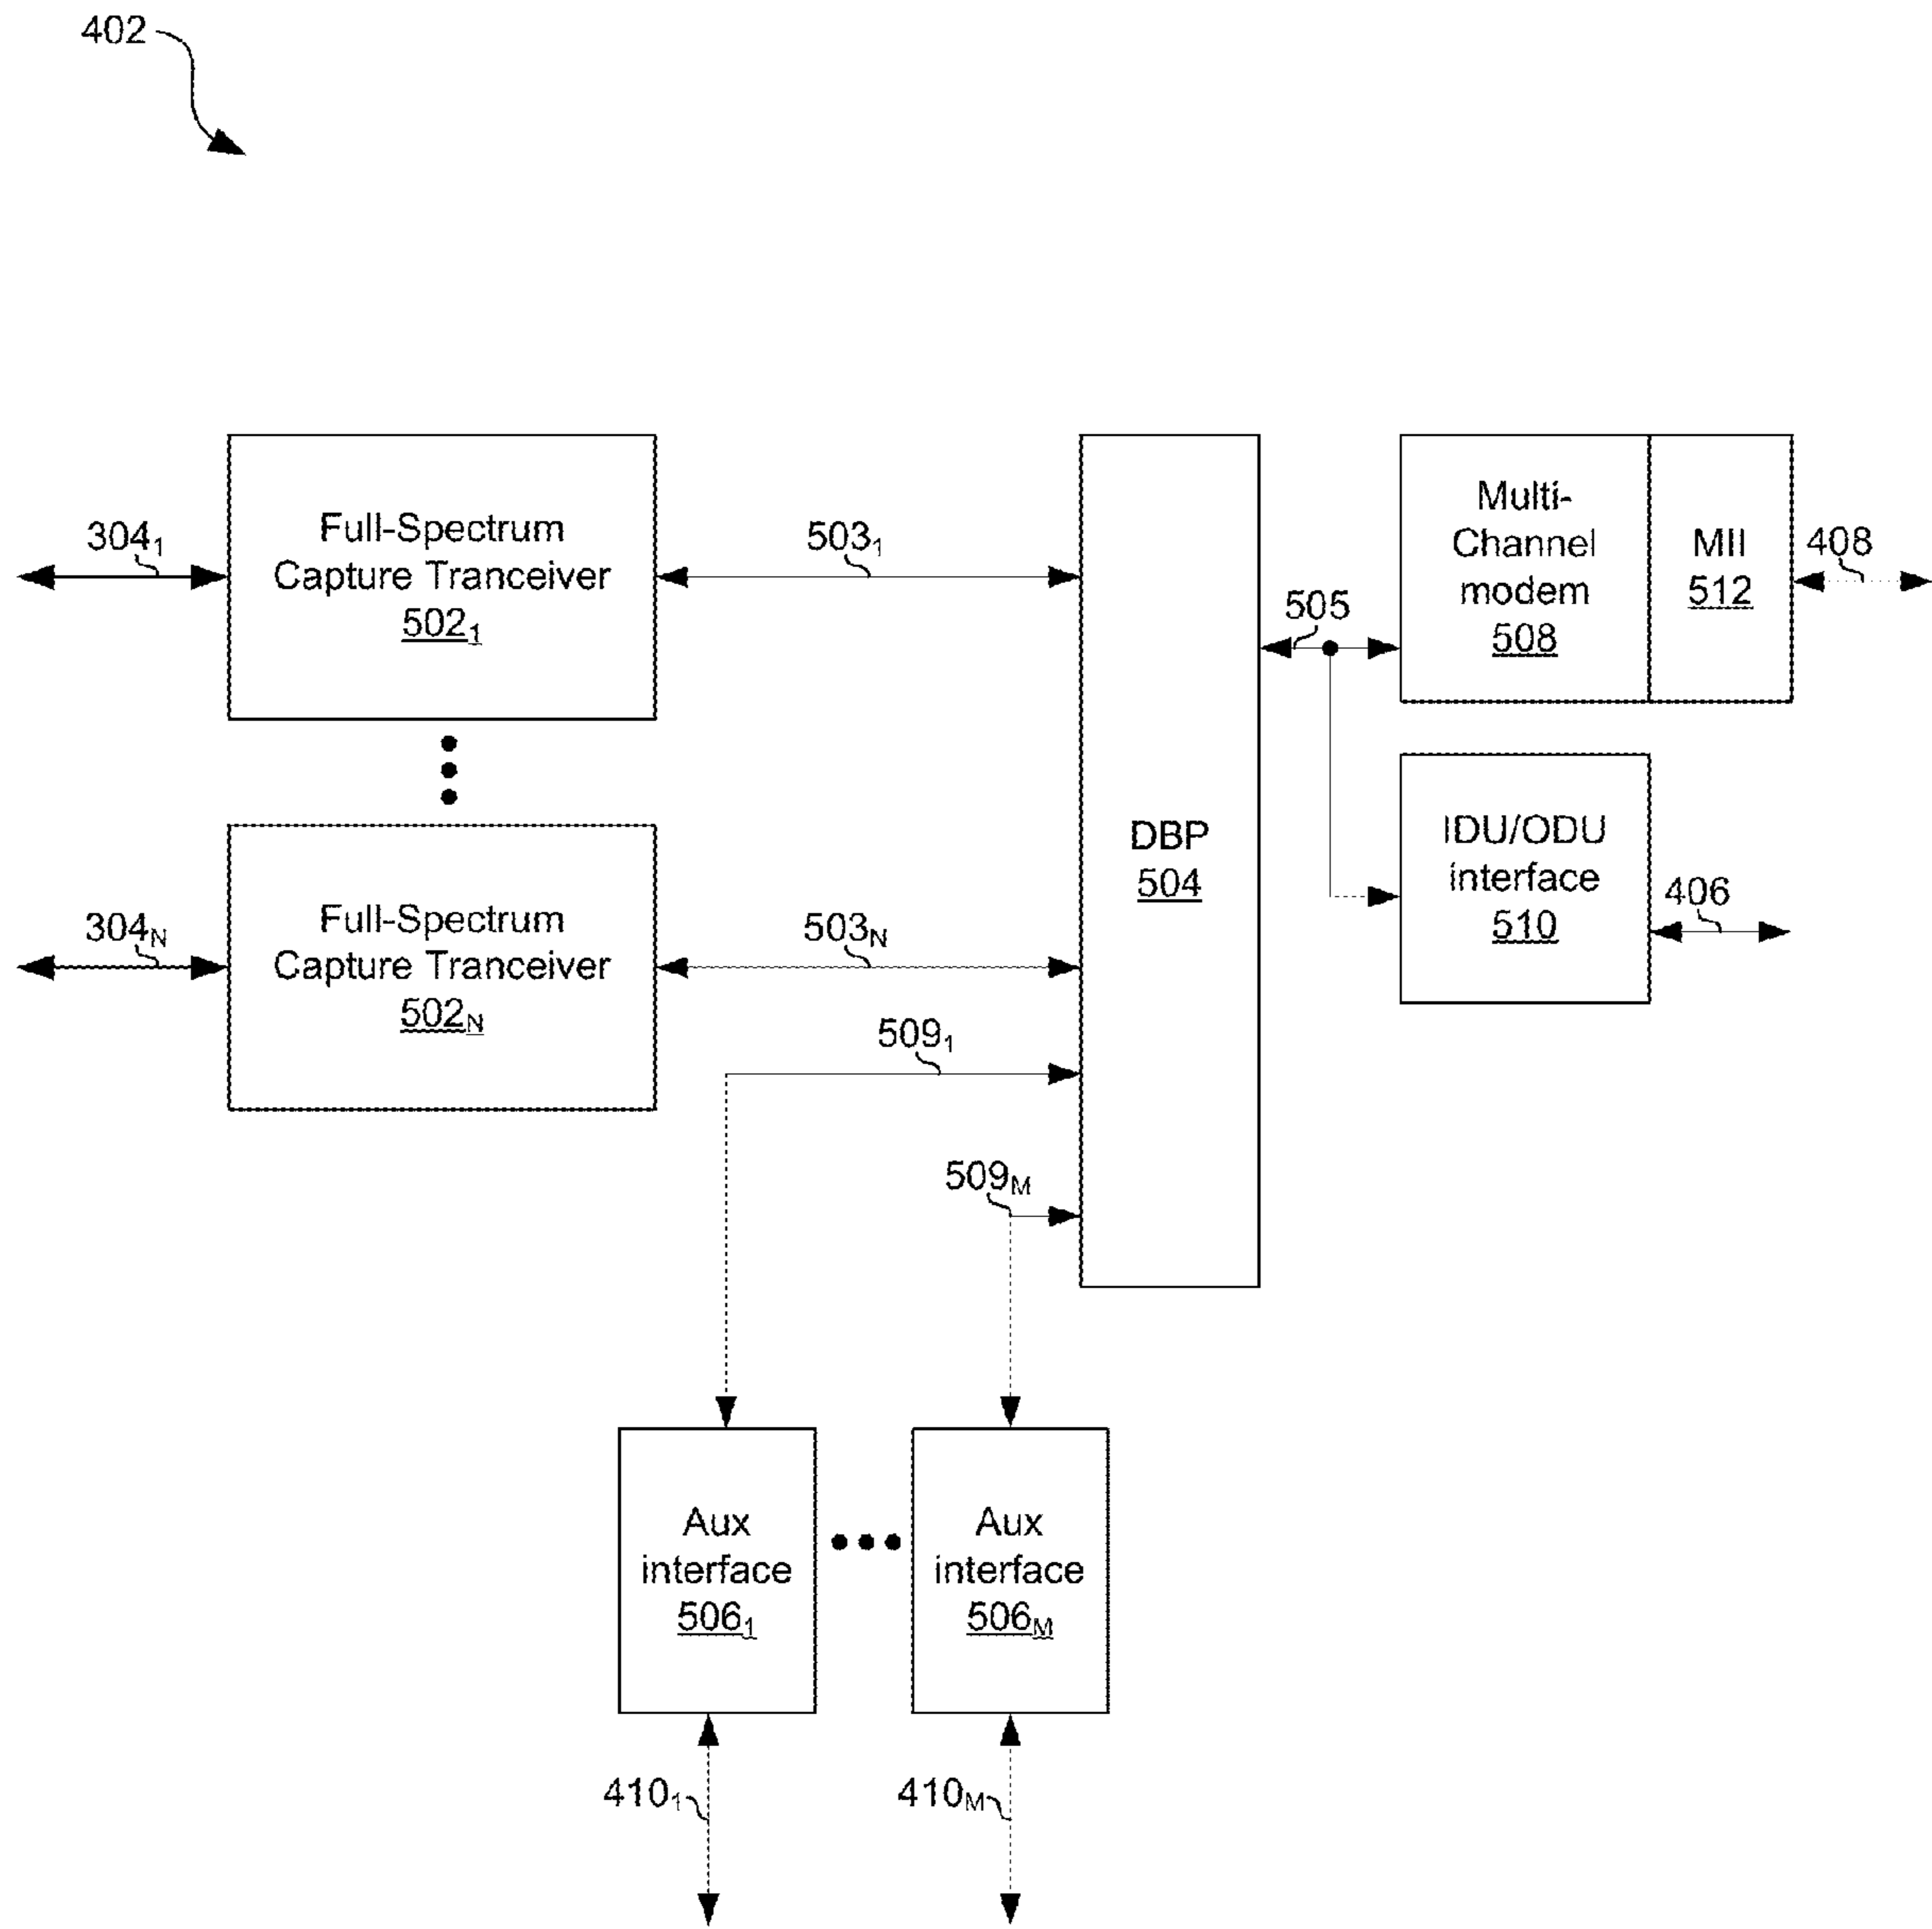 402
Full-Spectrum
Capture Tranceiver
502₁
304₁
503₁
Multi-
Channel
modem
508
MII
512
408
505
DBP
504
IDU/ODU
interface
510
406
Full-Spectrum
Capture Tranceiver
502ₙ
304ₙ
503ₙ
509₁
509ₘ
Aux
interface
506₁
Aux
interface
506ₘ
410₁
410ₘ